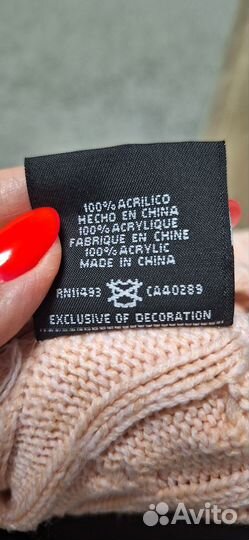 100% ACRILICO
HECHO EN CHINA
100% ACRYLIQUE
FABRIQUE EN CHINE
100% ACRYLIC
MADE IN CHINA
RN11493 CA40289
EXCLUSIVE OF DECORATION
Avito